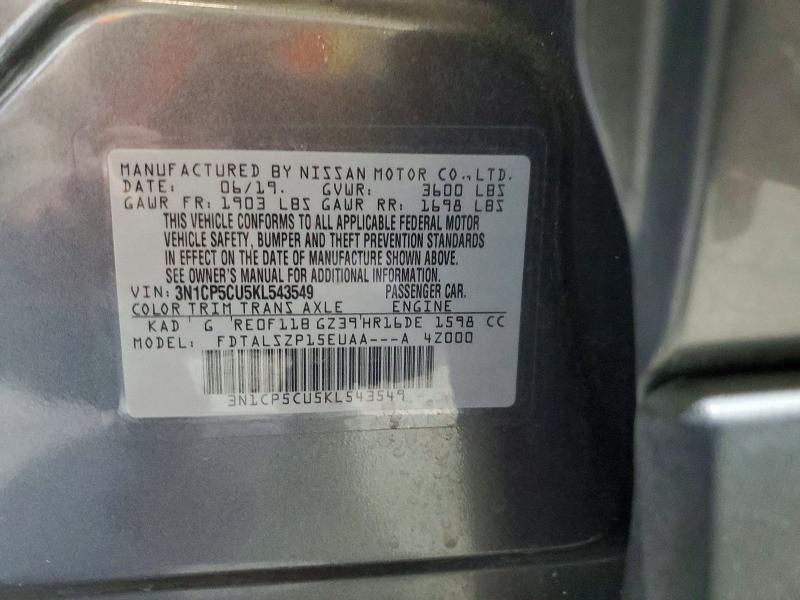 MANUFACTURED BY NISSAN MOTOR CO.,LTD.
DATE: 06/19. GVWR: 3600 LBS
GAWR FR: 1903 LBS GAWR RR: 1698 LBS
THIS VEHICLE CONFORMS TO ALL APPLICABLE FEDERAL MOTOR
VEHICLE SAFETY, BUMPER AND THEFT PREVENTION STANDARDS
IN EFFECT ON THE DATE OF MANUFACTURE SHOWN ABOVE.
SEE OWNER'S MANUAL FOR ADDITIONAL INFORMATION.
VIN: 3N1CP5CU5KL543549 PASSENGER CAR.
COLOR TRIM TRANS AXLE ENGINE
KAD G RE0F11B GZ39 HR16DE 1598 CC
MODEL: FDTALSZP15EUAA---A 4Z000
3N1CP5CU5KL543549